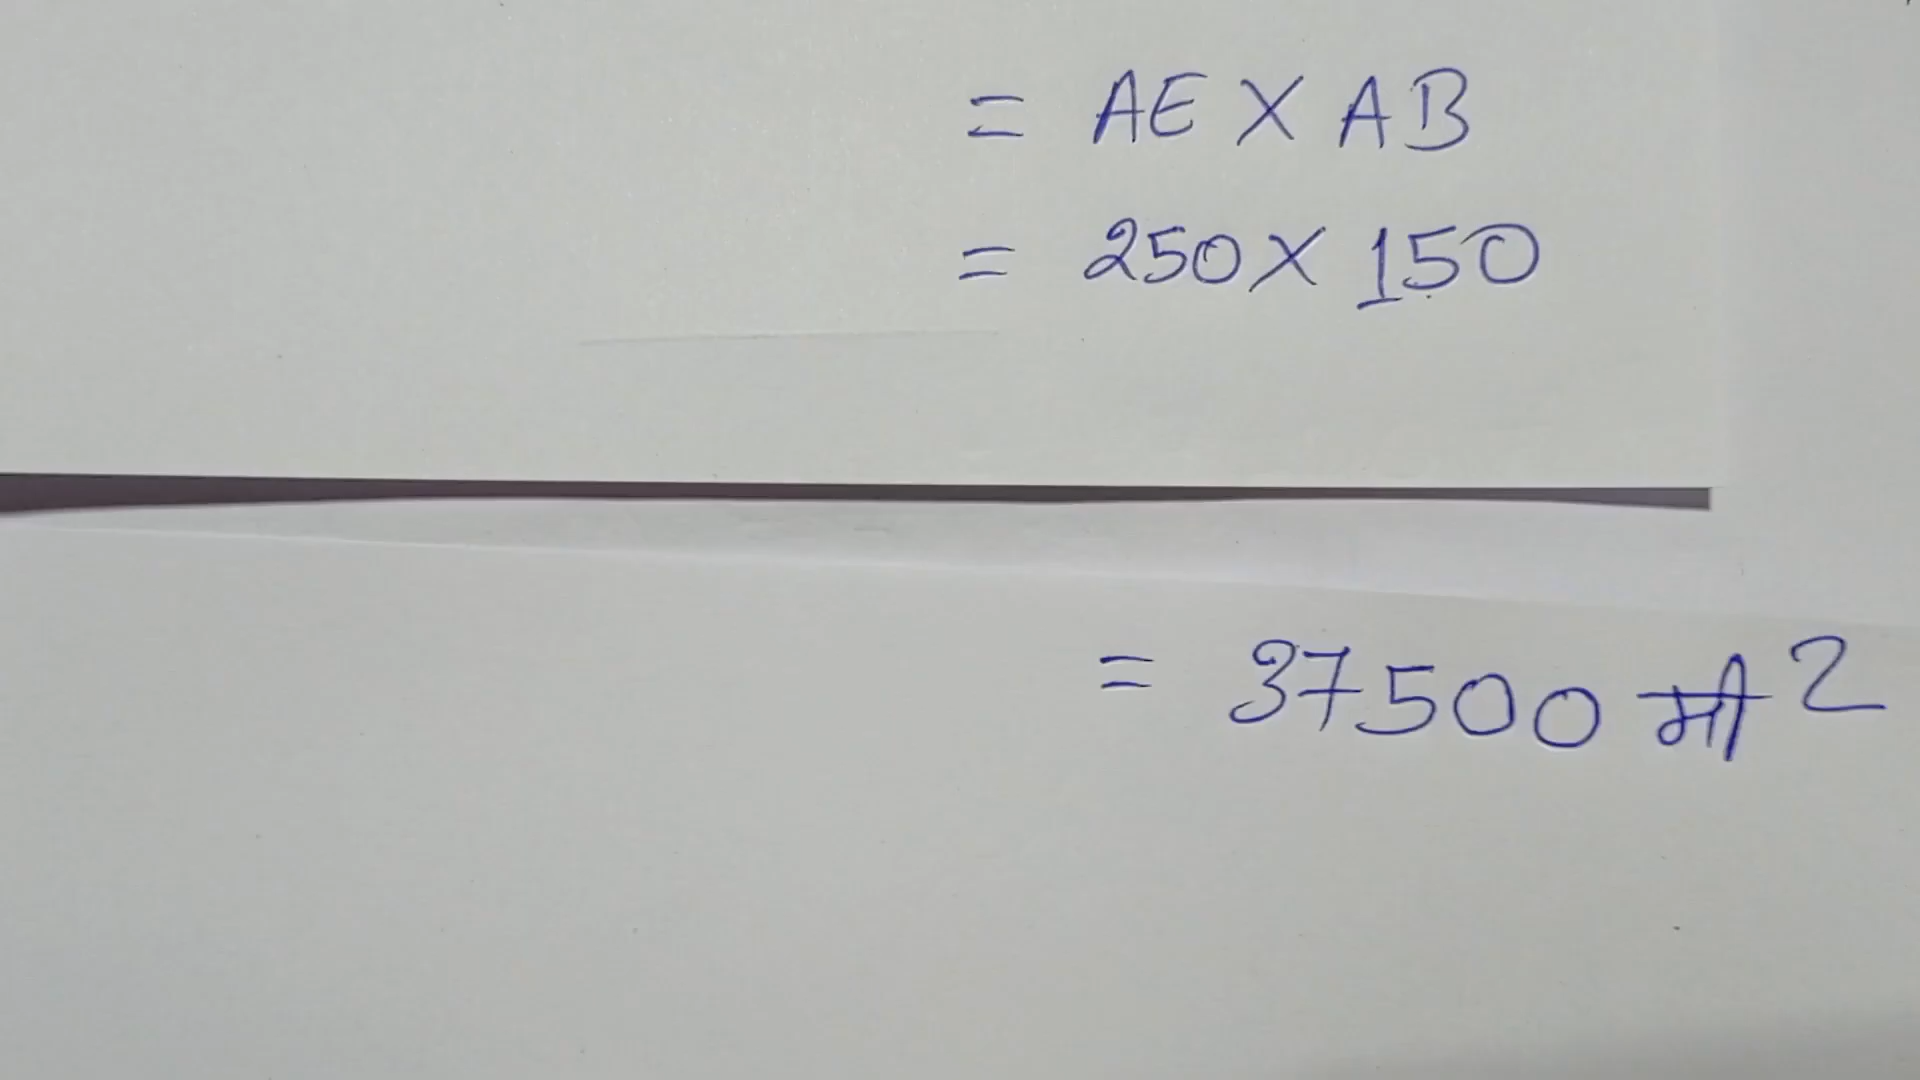 = AE X AB
= 250 X 150
= 37500 मी²